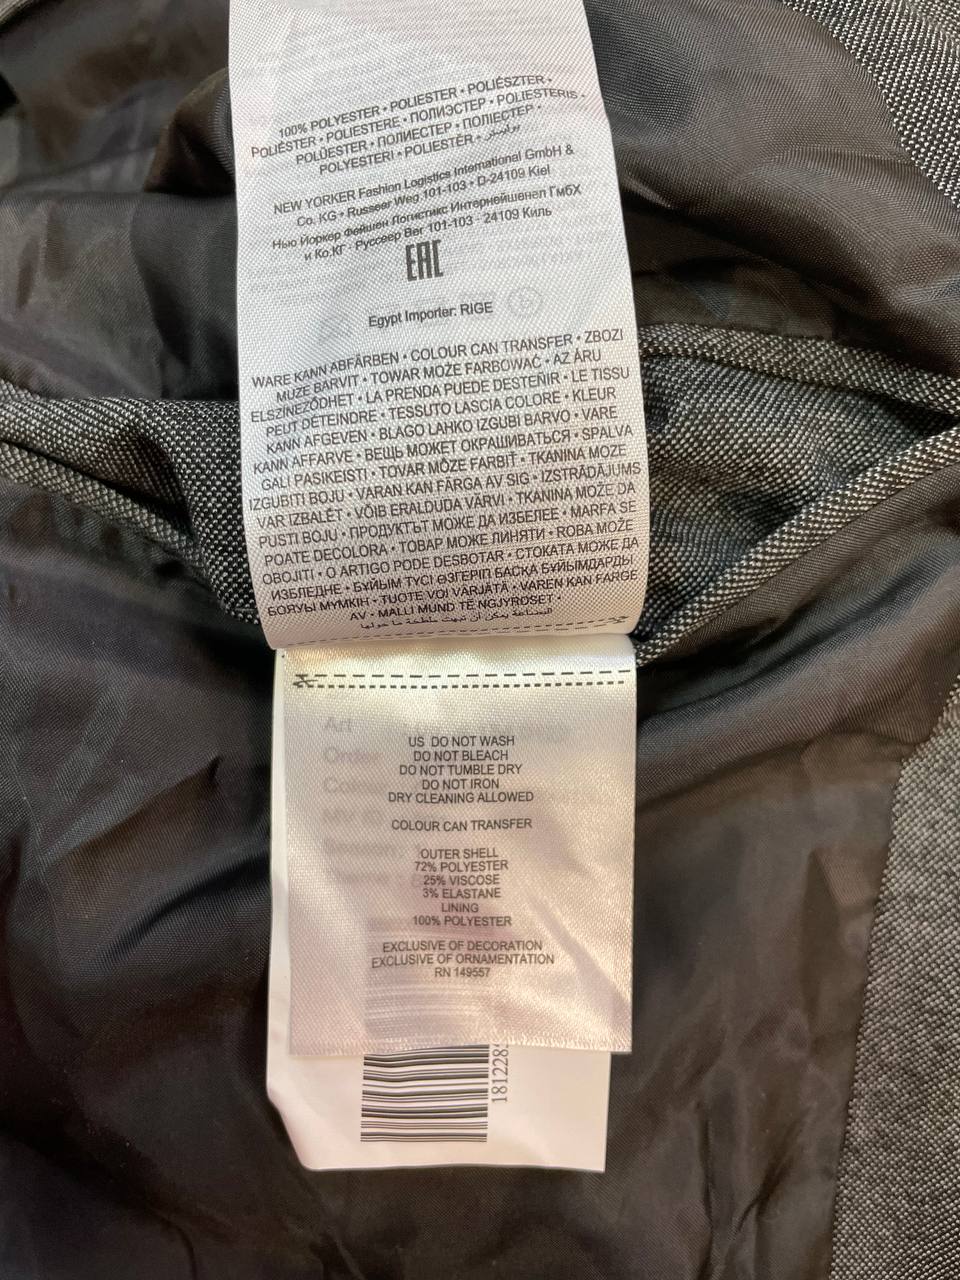 100% POLYESTER • POLIESTER • POLIÉSZTER •
POLIÉSTER • POLIESTERE • ПОЛИЭСТЕР • POLIESTERIS •
POLÜESTER • ПОЛИЕСТЕР • ПОЛІЕСТЕР •
POLYESTERI • POLIESTËR • بوليستر
NEW YORKER Fashion Logistics International GmbH &
Co. KG • Russeer Weg 101-103 • D-24109 Kiel
Нью Йоркер Фейшен Логистикс Интернейшенел ГмбХ
и Ко.КГ · Руссеер Вег 101-103 · 24109 Киль
EAC
Egypt Importer: RIGE
WARE KANN ABFÄRBEN • COLOUR CAN TRANSFER • ZBOŽÍ
MŮŽE BARVIT • TOWAR MOŻE FARBOWAĆ • AZ ÁRU
ELSZÍNEZŐDHET • LA PRENDA PUEDE DESTEÑIR • LE TISSU
PEUT DÉTEINDRE • TESSUTO LASCIA COLORE • KLEUR
KANN AFGEVEN • BLAGO LAHKO IZGUBI BARVO • VARE
KANN AFFARVE • ВЕЩЬ МОЖЕТ ОКРАШИВАТЬСЯ • SPALVA
GALI PASIKEISTI • TOVAR MÔŽE FARBIŤ • TKANINA MOŽE
IZGUBITI BOJU • VARAN KAN FÄRGA AV SIG • IZSTRĀDĀJUMS
VAR IZBALĒT • VÕIB ERALDUDA VÄRVI • TKANINA MOŽE DA
PUSTI BOJU • ПРОДУКТЪТ МОЖЕ ДА ИЗБЕЛЕЕ • MARFA SE
POATE DECOLORA • ТОВАР МОЖЕ ЛИНЯТИ • ROBA MOŽE
OBOJITI • O ARTIGO PODE DESBOTAR • СТОКАТА МОЖЕ ДА
ИЗБЛЕДНЕ • БҰЙЫМ ТҮСІ ӨЗГЕРІП БАСҚА БҰЙЫМДАРДЫ
БОЯУЫ МҮМКІН • TUOTE VOI VÄRJÄTÄ • VAREN KAN FARGE
AV • MALLI MUND TË NGJYROSET •
US DO NOT WASH
DO NOT BLEACH
DO NOT TUMBLE DRY
DO NOT IRON
DRY CLEANING ALLOWED
COLOUR CAN TRANSFER
OUTER SHELL
72% POLYESTER
25% VISCOSE
3% ELASTANE
LINING
100% POLYESTER
EXCLUSIVE OF DECORATION
EXCLUSIVE OF ORNAMENTATION
RN 149557